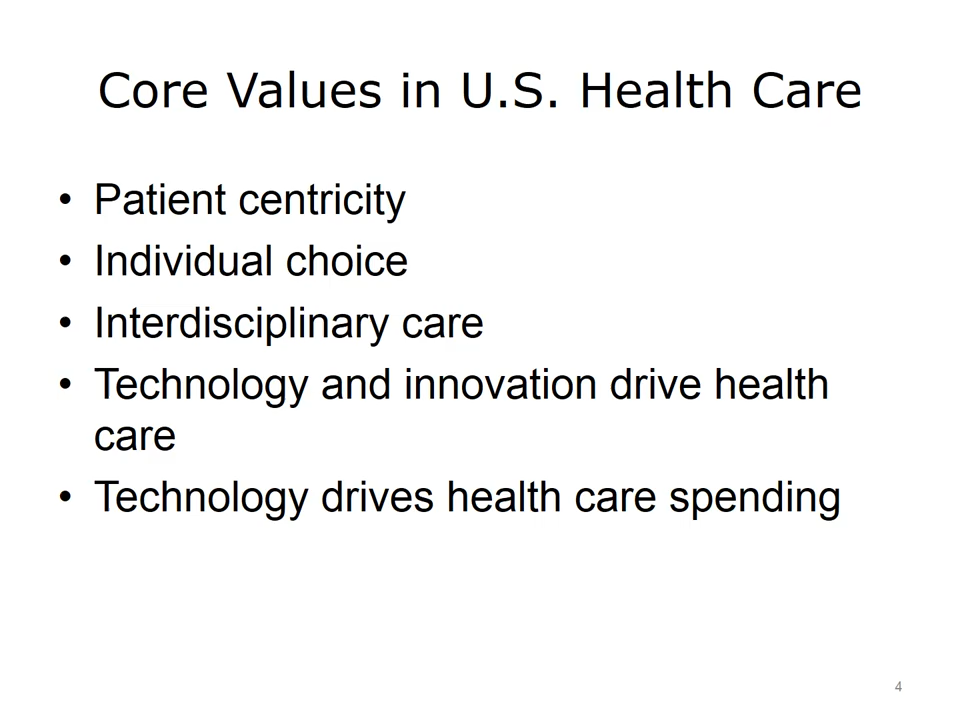 Core Values in U.S. Health Care
• Patient centricity
• Individual choice
• Interdisciplinary care
• Technology and innovation drive health
care
• Technology drives health care spending
4